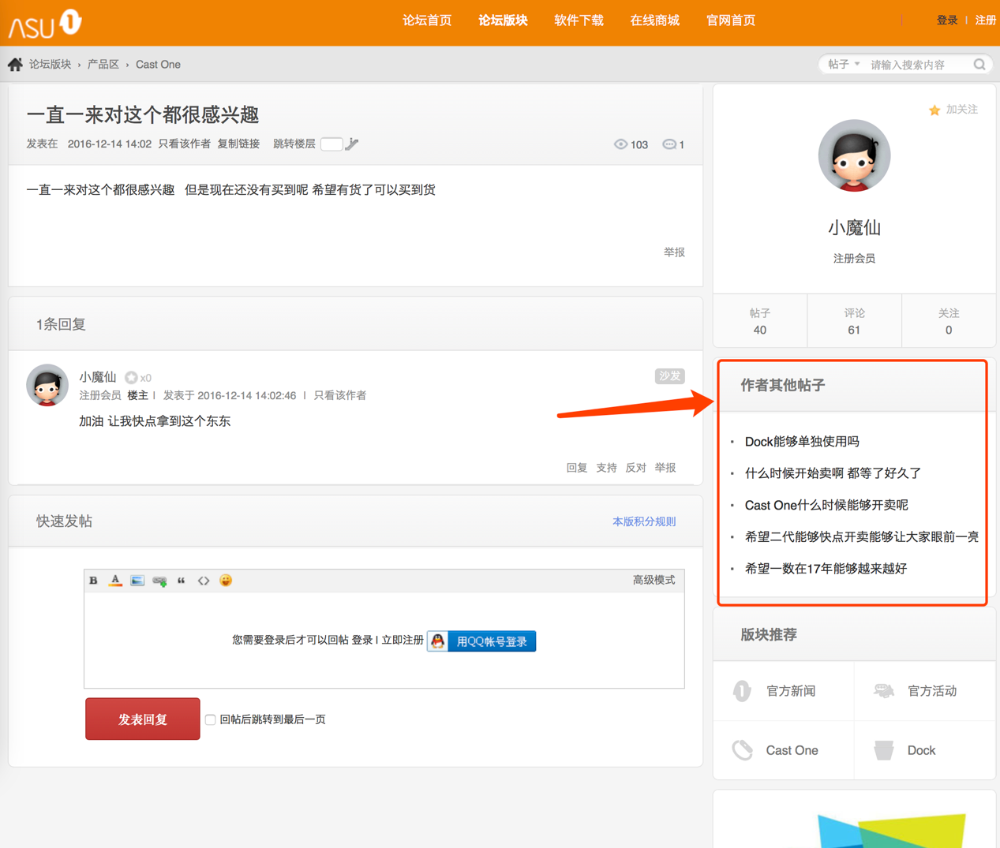 ASU 1
论坛首页 论坛版块 软件下载 在线商城 官网首页 登录 | 注册
论坛版块 › 产品区 › Cast One
帖子 请输入搜索内容
一直一来对这个都很感兴趣
发表在 2016-12-14 14:02 只看该作者 复制链接 跳转楼层
103 1
一直一来对这个都很感兴趣 但是现在还没有买到呢 希望有货了可以买到货
举报
1条回复
小魔仙 x0
沙发
注册会员 楼主 | 发表于 2016-12-14 14:02:46 | 只看该作者
加油 让我快点拿到这个东东
回复 支持 反对 举报
快速发帖
本版积分规则
B A “ <> 高级模式
您需要登录后才可以回帖 登录 | 立即注册 用QQ帐号登录
发表回复 回帖后跳转到最后一页
加关注
小魔仙
注册会员
帖子 评论 关注
40 61 0
作者其他帖子
• Dock能够单独使用吗
• 什么时候开始卖啊 都等了好久了
• Cast One什么时候能够开卖呢
• 希望二代能够快点开卖能够让大家眼前一亮
• 希望一数在17年能够越来越好
版块推荐
1 官方新闻 官方活动
Cast One Dock